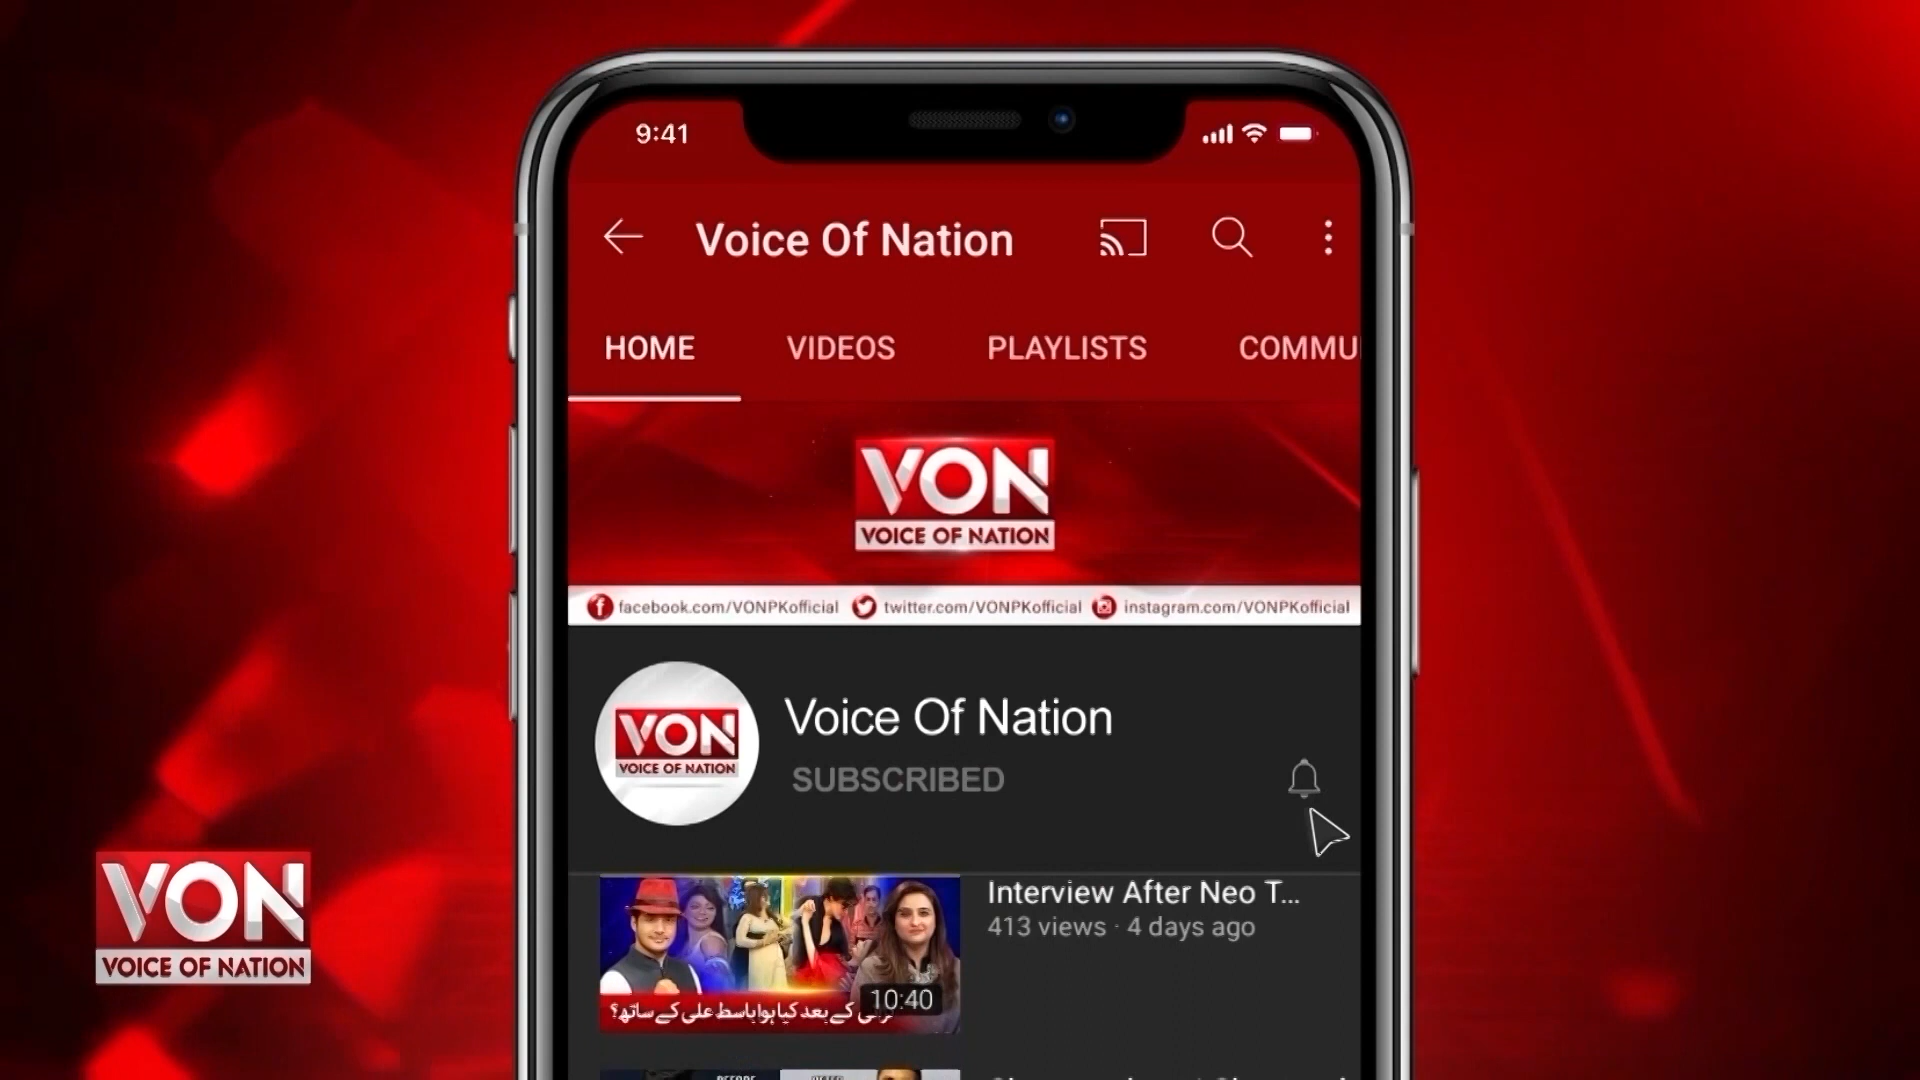 9:41
Voice Of Nation
HOME VIDEOS PLAYLISTS COMMU
VON
VOICE OF NATION
facebook.com/VONPKofficial twitter.com/VONPKofficial instagram.com/VONPKofficial
VON
VOICE OF NATION
Voice Of Nation
SUBSCRIBED
Interview After Neo T...
413 views · 4 days ago
10:40
کے بعد کیا ہوا باسط علی کے ساتھ؟
BEFORE
VON
VOICE OF NATION